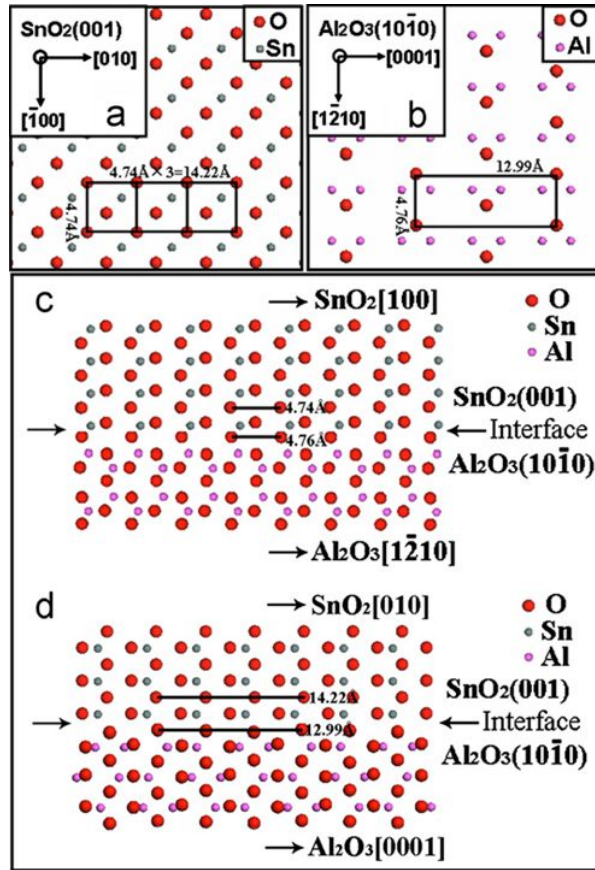 SnO₂(001)
[010]
[1̄00]
a
O
Sn
4.74Å×3=14.22Å
4.74Å
Al₂O₃(101̄0)
[0001]
[12̄10]
b
O
Al
12.99Å
4.76Å
c
→ SnO₂[100]
O
Sn
Al
4.74Å
4.76Å
SnO₂(001)
Interface
Al₂O₃(101̄0)
→ Al₂O₃[12̄10]
d
→ SnO₂[010]
O
Sn
Al
14.22Å
12.99Å
SnO₂(001)
Interface
Al₂O₃(101̄0)
→ Al₂O₃[0001]